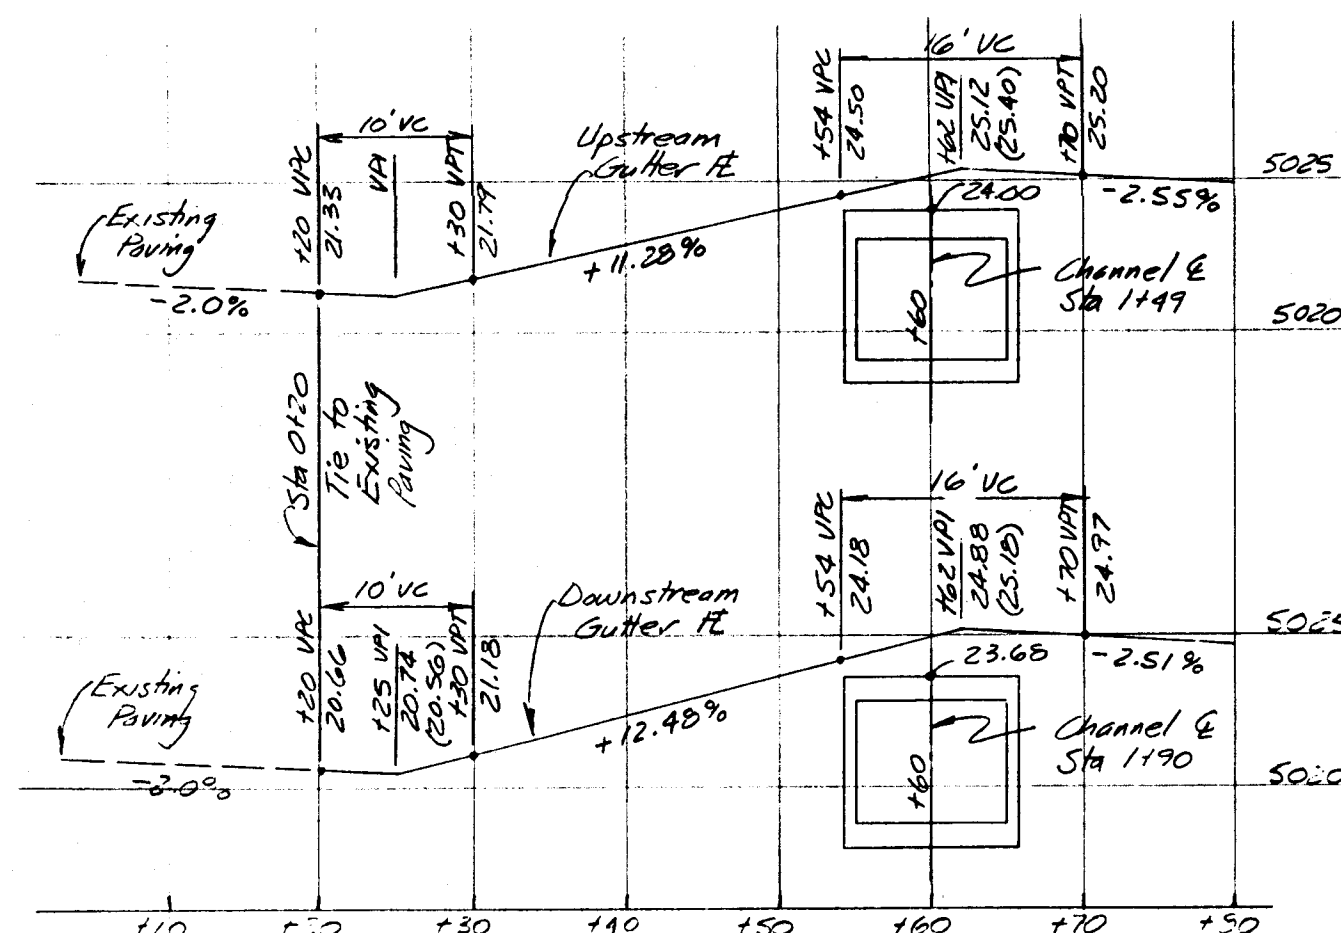 16' VC
+54 VPC
24.50
+62 VPI
25.12
(25.40)
+70 VPT
25.20
10' VC
+20 VPC
21.33
VPI
+30 VPT
21.79
Upstream
Gutter
5025
Existing
Paving
-2.0%
+11.28%
24.00
-2.55%
Channel ℄
Sta 1+49
+60
5020
Sta 0+20
Tie to
Existing
Paving
16' VC
+54 VPC
24.18
+62 VPI
24.88
(25.18)
+70 VPT
24.97
10' VC
+20 VPC
20.66
+25 VPI
20.74
(20.56)
+30 VPT
21.18
Downstream
Gutter
5025
Existing
Paving
+12.48%
23.68
-2.51%
Channel ℄
Sta 1+90
+60
+30
+40
+50
+60
+70